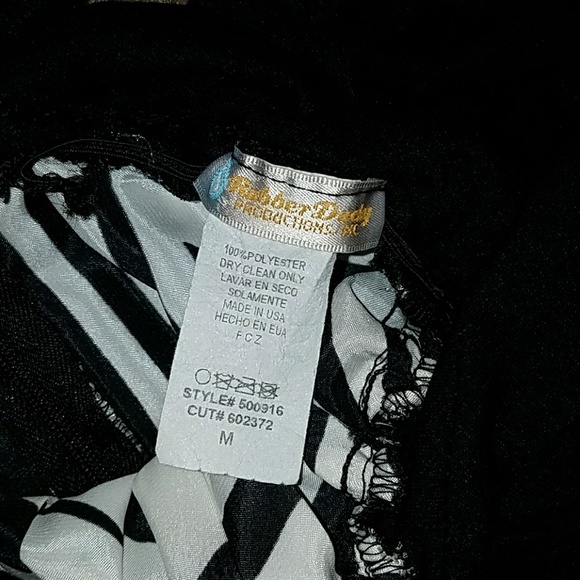 Rubber Ducky
PRODUCTIONS, INC
100%POLYESTER
DRY CLEAN ONLY
LAVAR EN SECO
SOLAMENTE
MADE IN USA
HECHO EN EUA
F C Z
STYLE# 500916
CUT# 602372
M